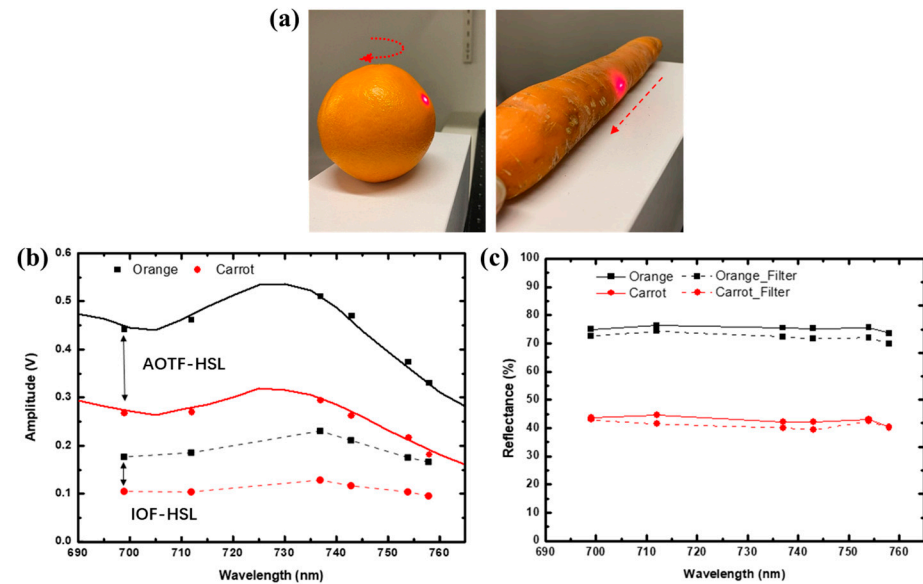 (a)
(b)
Orange
Carrot
0.6
0.5
0.4
0.3
0.2
0.1
0.0
Amplitude (V)
AOTF-HSL
IOF-HSL
690 700 710 720 730 740 750 760
Wavelength (nm)
(c)
Orange
Orange_Filter
Carrot
Carrot_Filter
100
90
80
70
60
50
40
30
20
10
0
Reflectance (%)
690 700 710 720 730 740 750 760
Wavelength (nm)